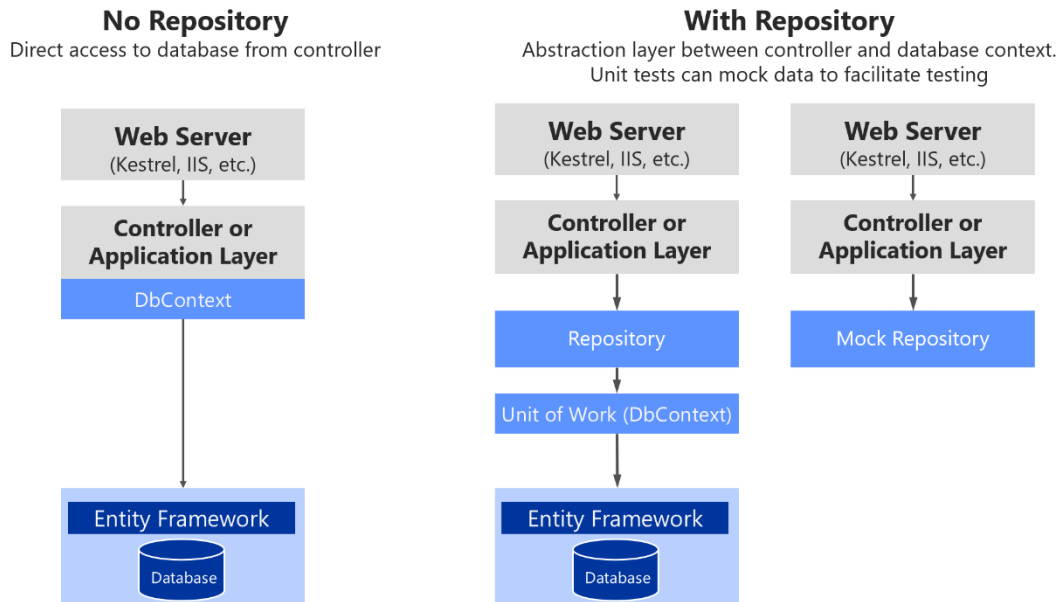 No Repository
Direct access to database from controller
Web Server
(Kestrel, IIS, etc.)
Controller or
Application Layer
DbContext
Entity Framework
Database
With Repository
Abstraction layer between controller and database context.
Unit tests can mock data to facilitate testing
Web Server
(Kestrel, IIS, etc.)
Controller or
Application Layer
Repository
Unit of Work (DbContext)
Entity Framework
Database
Web Server
(Kestrel, IIS, etc.)
Controller or
Application Layer
Mock Repository